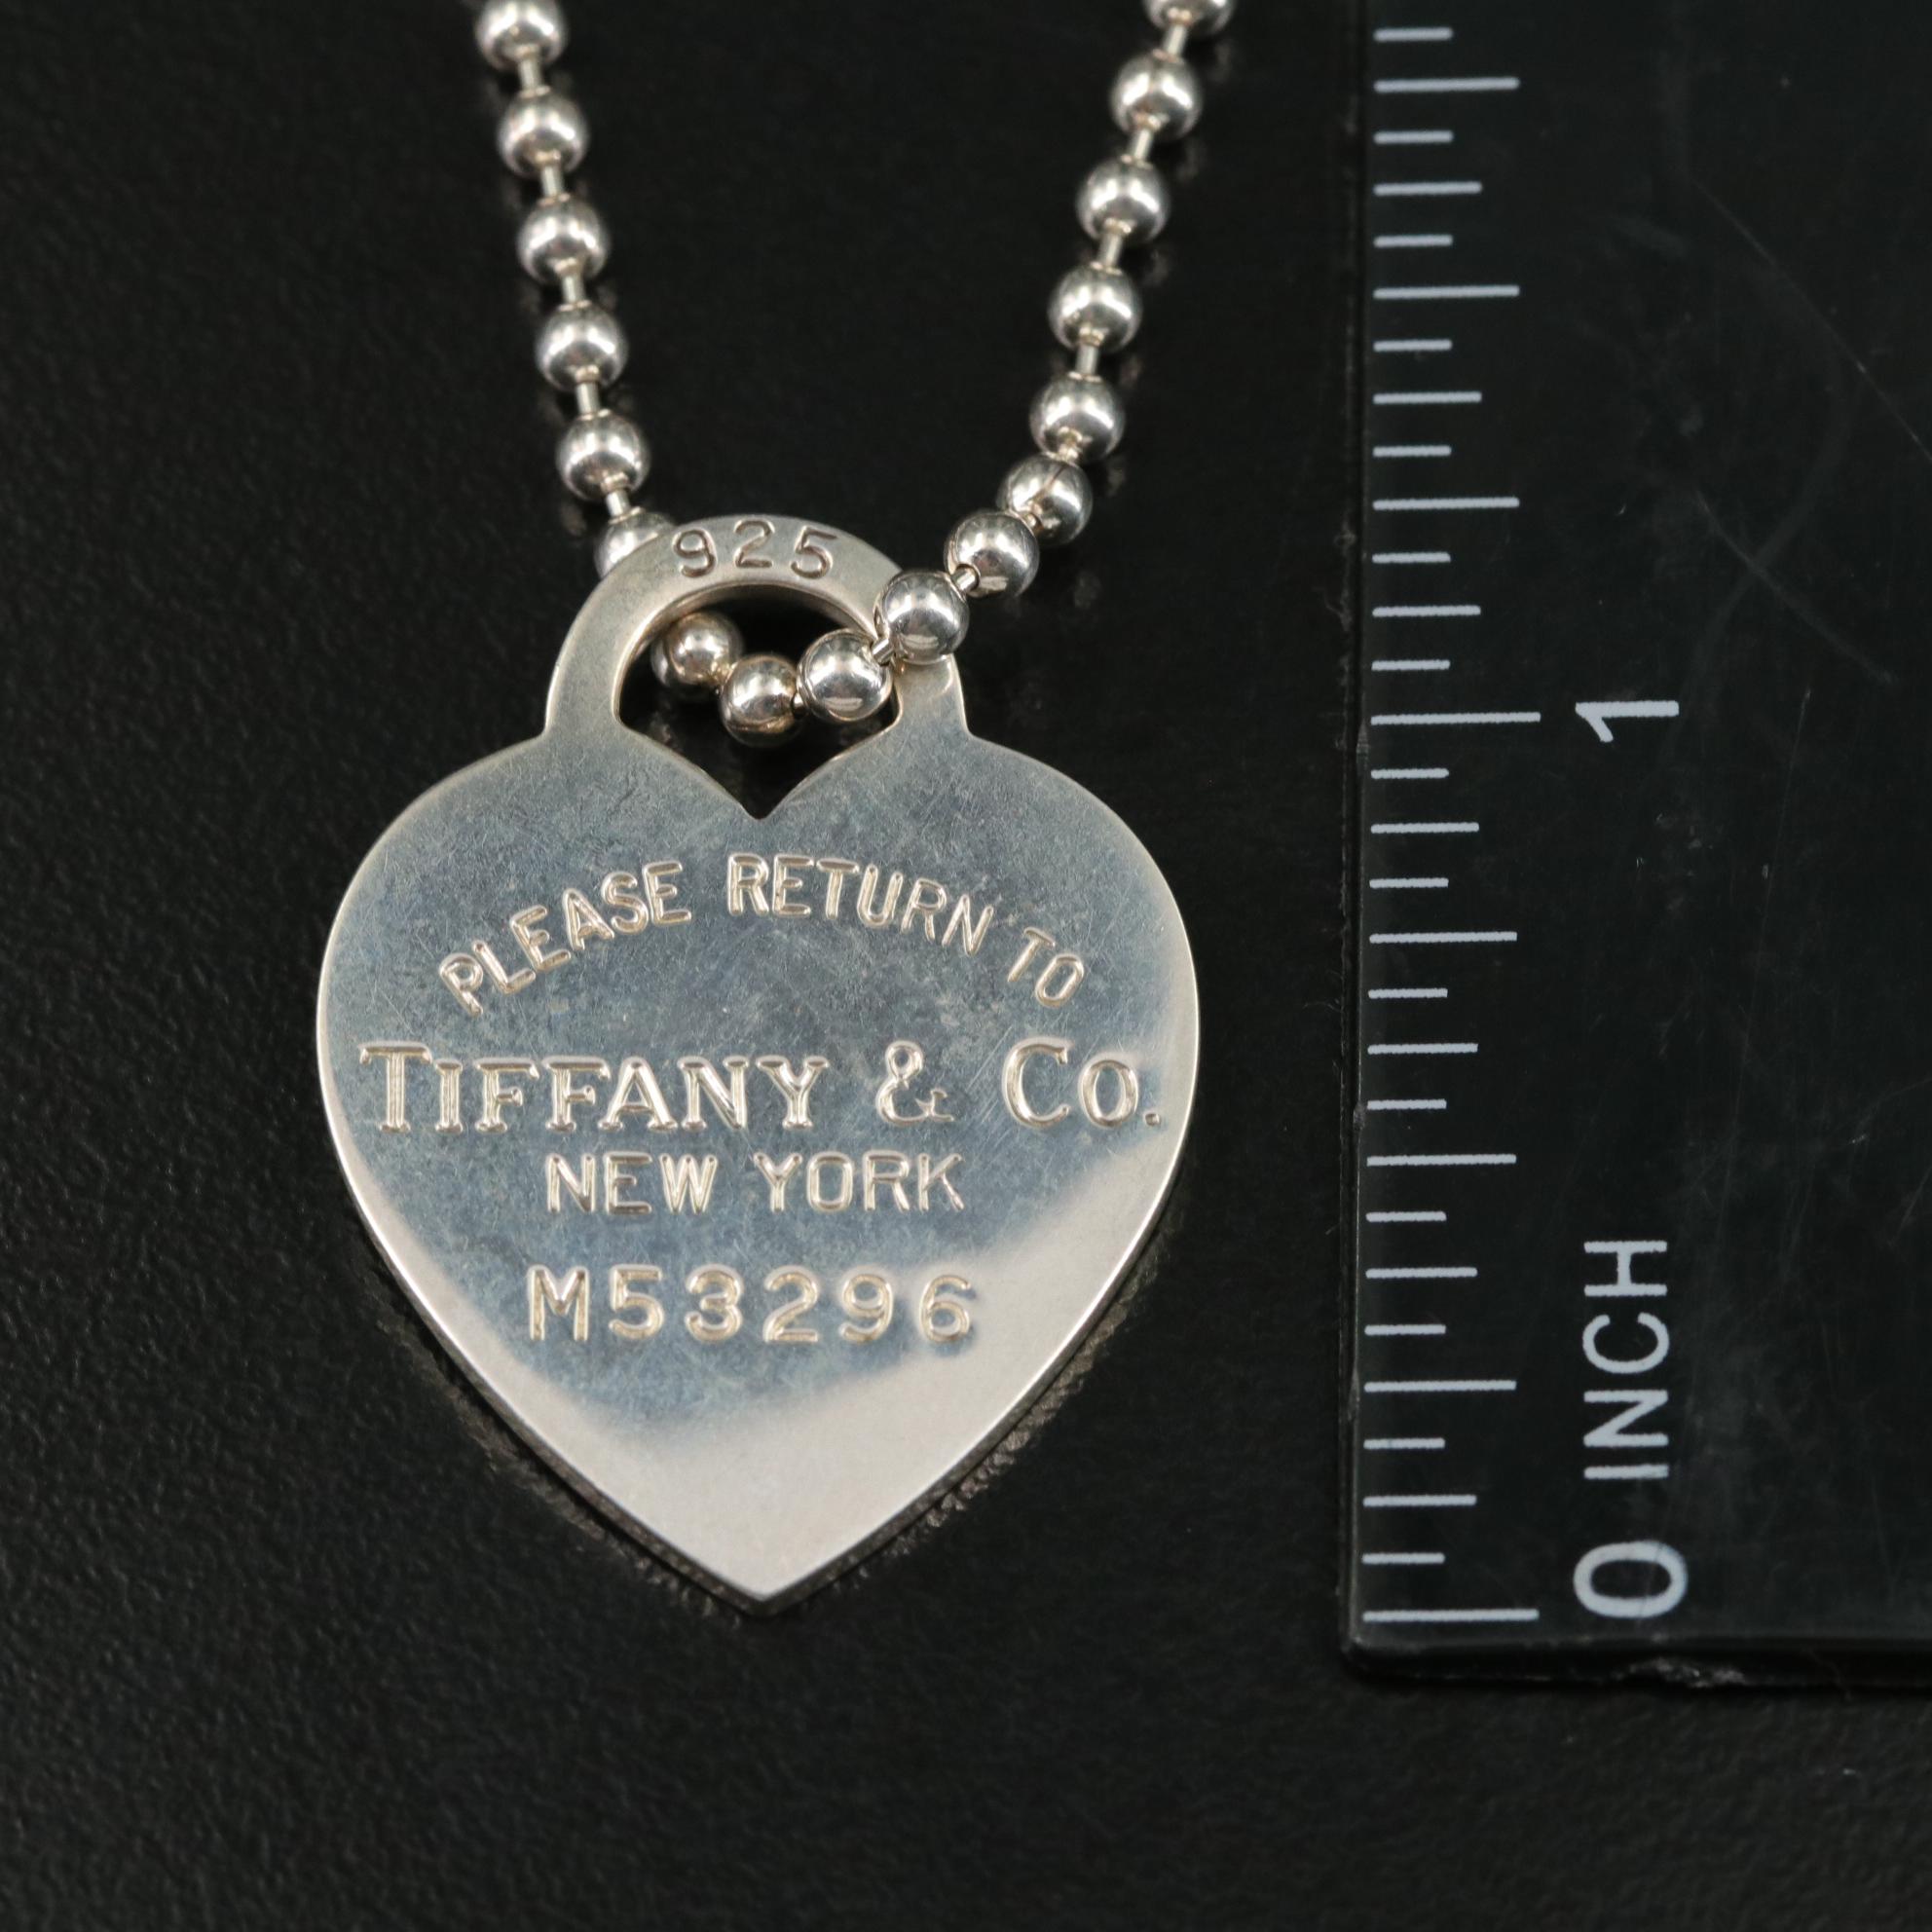 925
PLEASE RETURN TO
TIFFANY & CO.
NEW YORK
M53296
1
0 INCH